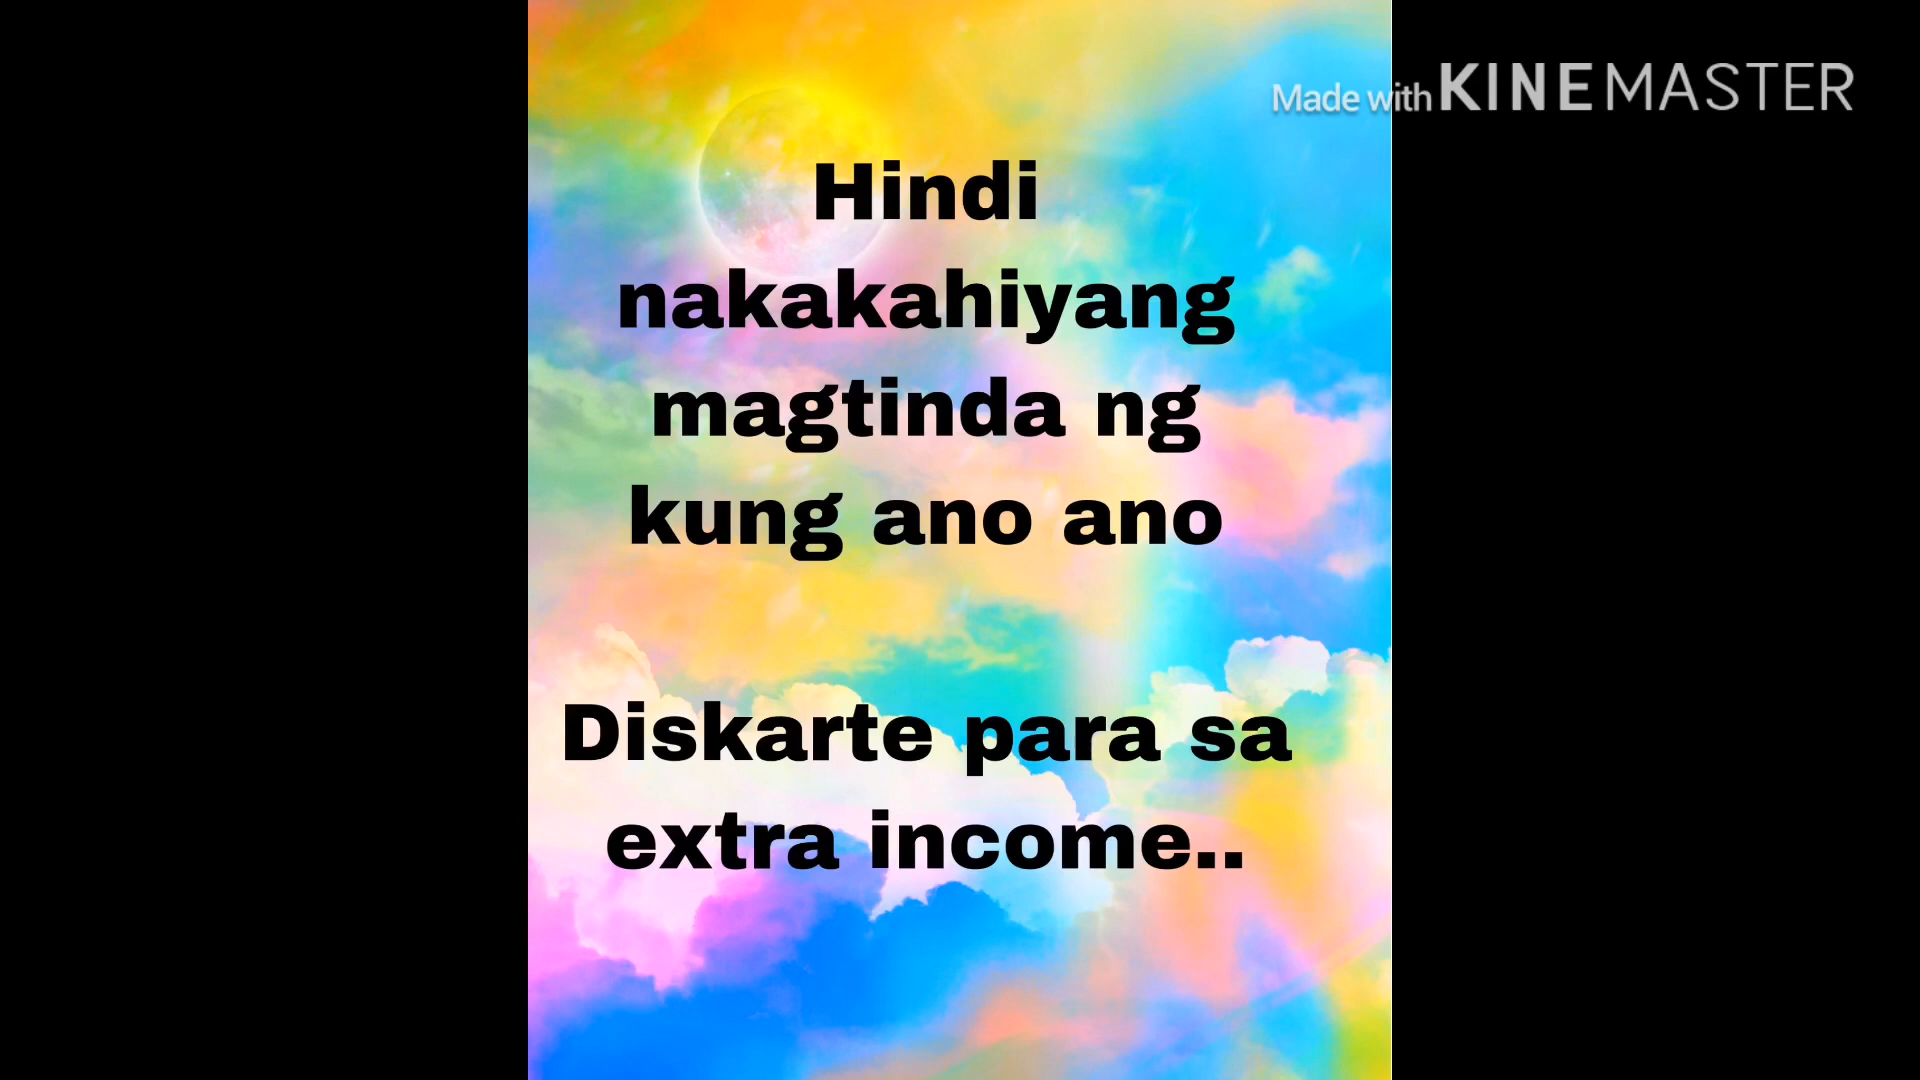 Made with KINEMASTER
Hindi
nakakahiyang
magtinda ng
kung ano ano
Diskarte para sa
extra income..